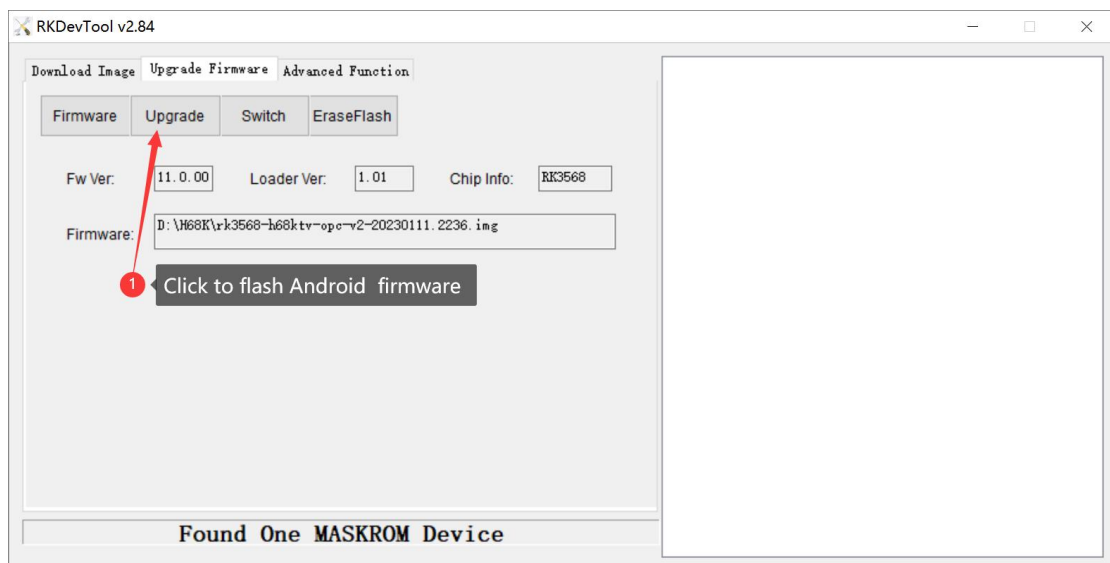 RKDevTool v2.84
Download Image Upgrade Firmware Advanced Function
Firmware Upgrade Switch EraseFlash
Fw Ver: 11.0.00 Loader Ver: 1.01 Chip Info: RK3568
Firmware: D:\H68K\rk3568-h68ktv-opc-v2-20230111.2236.img
1 Click to flash Android firmware
Found One MASKROM Device